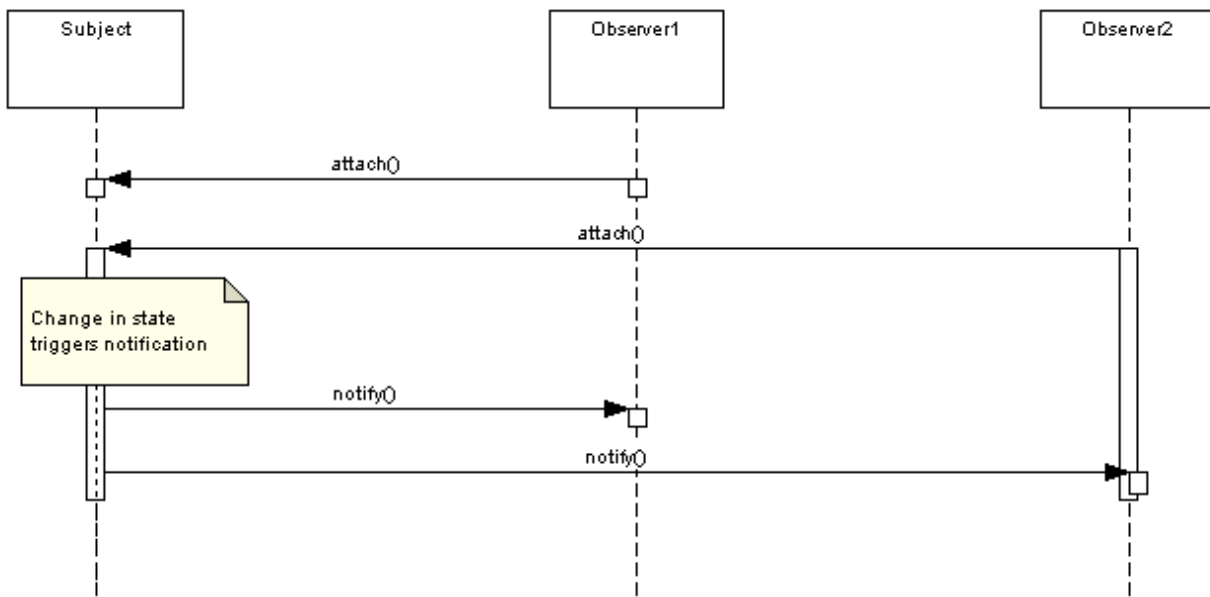 Subject
Observer1
Observer2
attach()
attach()
Change in state
triggers notification
notify()
notify()